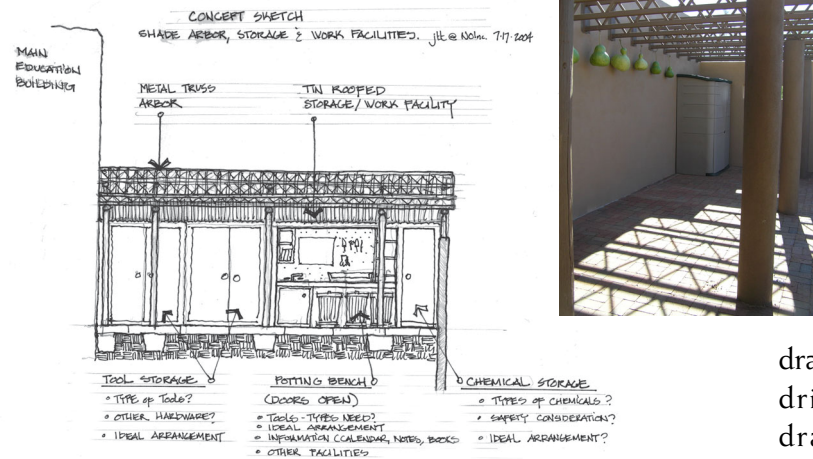 CONCEPT SKETCH
SHADE ARBOR, STORAGE & WORK FACILITIES. jtt @ NOInc. 7-17-2004
MAIN
EDUCATION
BUILDING
METAL TRUSS
ARBOR
TIN ROOFED
STORAGE/WORK FACILITY
TOOL STORAGE
• TYPE OF TOOLS?
• OTHER HARDWARE?
• IDEAL ARRANGEMENT
POTTING BENCH
(DOORS OPEN)
• TOOLS - TYPES NEED?
• IDEAL ARRANGEMENT
• INFORMATION (CALENDAR, NOTES, BOOKS
• OTHER FACILITIES
CHEMICAL STORAGE
• TYPES OF CHEMICALS?
• SAFETY CONSIDERATION?
• IDEAL ARRANGEMENT?
dra
dri
dra